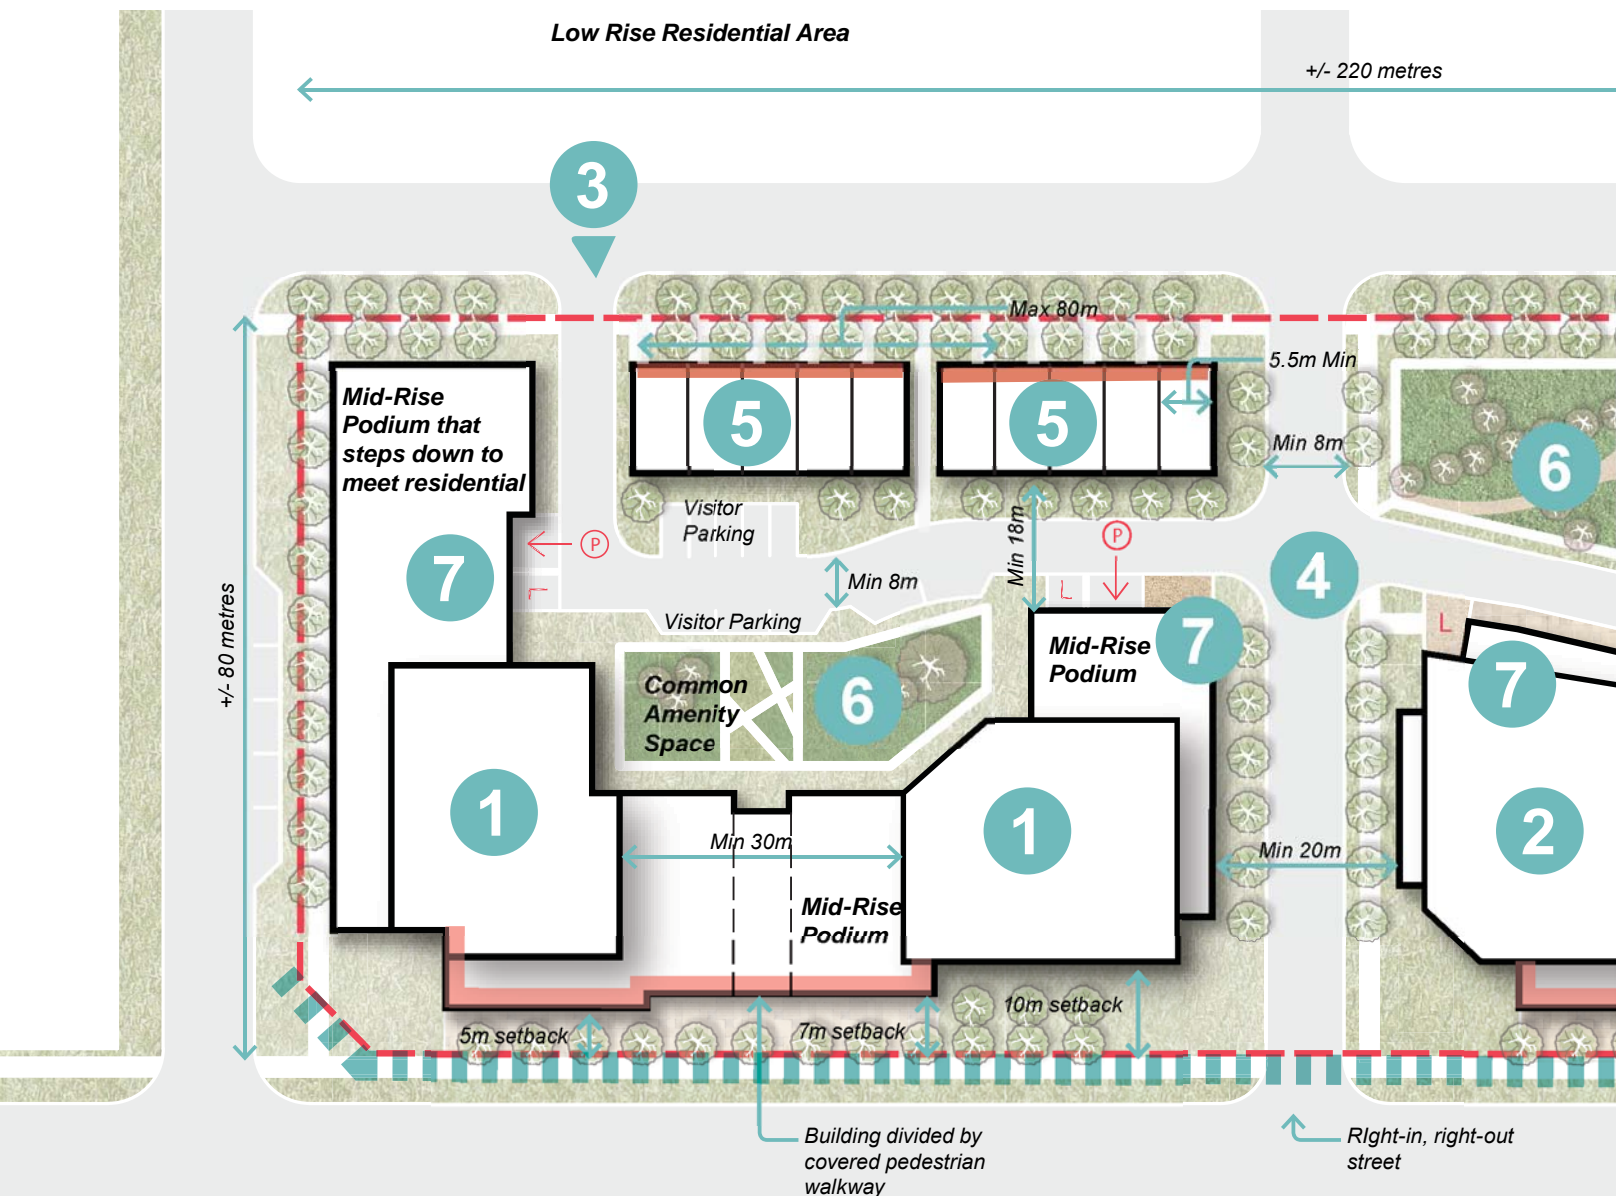 Low Rise Residential Area
+/- 220 metres
3
Max 80m
5.5m Min
Mid-Rise
Podium that
steps down to
meet residential
5
5
Min 8m
6
Visitor
Parking
P
Min 18m
P
7
Min 8m
4
L
L
Visitor Parking
L
+/- 80 metres
Common
Amenity
Space
6
Mid-Rise
Podium
7
7
1
Min 30m
1
Min 20m
2
Mid-Rise
Podium
5m setback
7m setback
10m setback
Building divided by
covered pedestrian
walkway
RIght-in, right-out
street